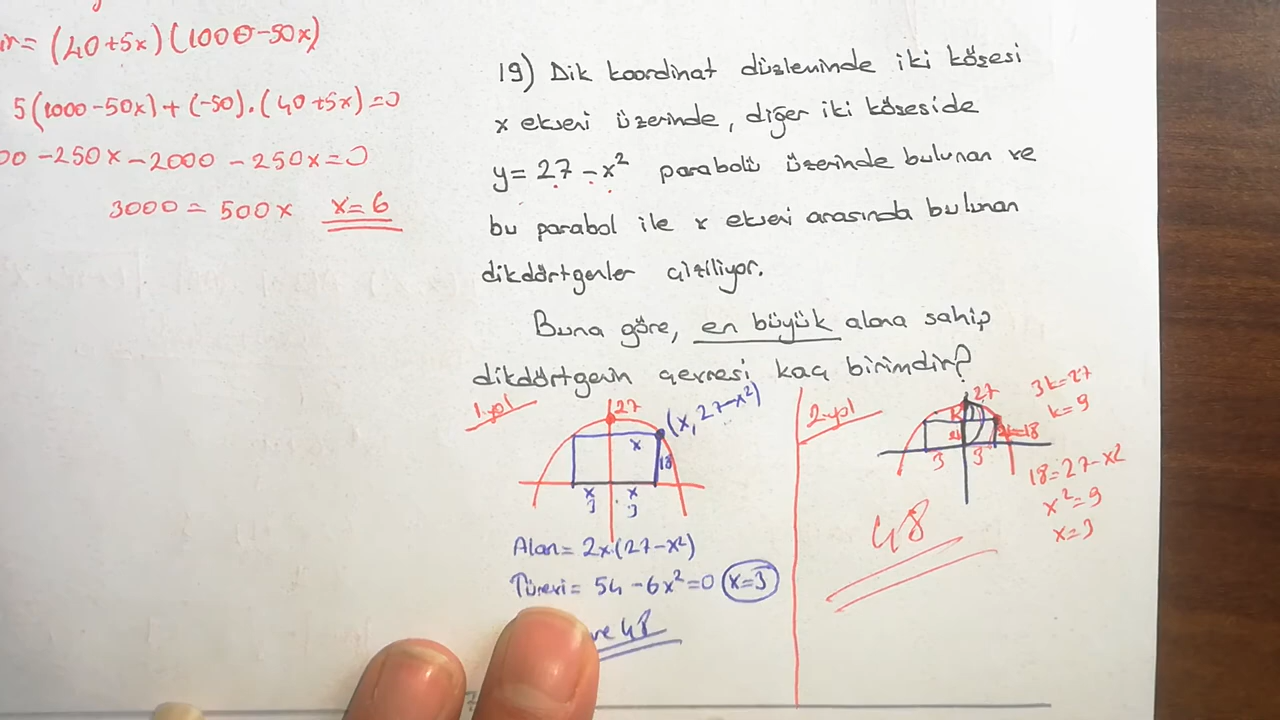 = (40+5x)(1000-50x)
5(1000-50x)+(-50).(40+5x)=0
00 -250x -2000 -250x=0
3000 = 500x x=6
19) Dik koordinat düzleminde iki köşesi
x ekseni üzerinde, diğer iki köşeside
y= 27 -x² parabolü üzerinde bulunan ve
bu parabol ile x ekseni arasında bulunan
dikdörtgenler çiziliyor.
Buna göre, en büyük alana sahip
dikdörtgenin çevresi kaç birimdir?
1.yol
27
(x, 27-x²)
x
18
x x
3 3
Alan= 2x.(27-x²)
Türevi= 54 -6x²=0 x=3
48
2.yol
27
k
2k
2k=18
3 3
3k=27
k=9
18=27-x²
x²=9
x=3
48